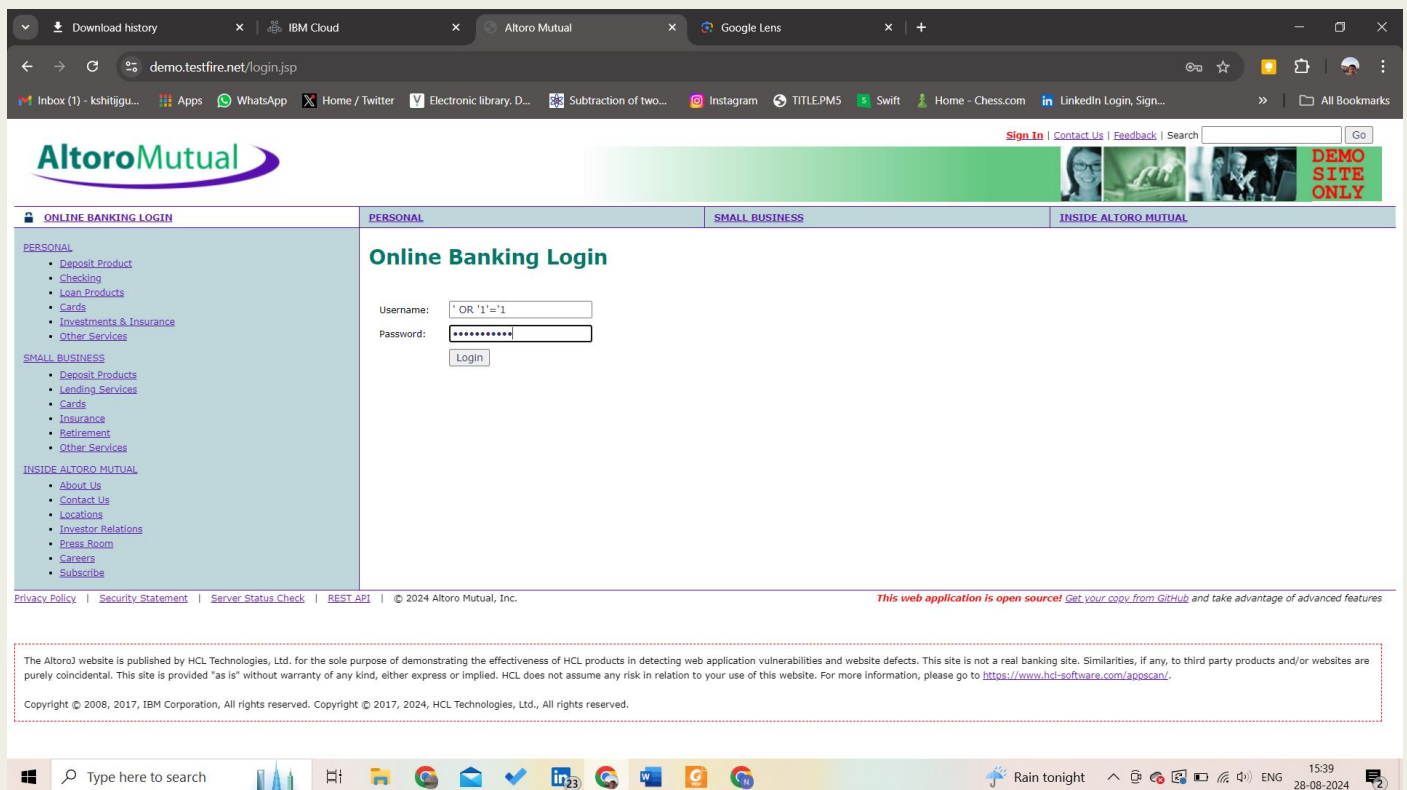 Download history
IBM Cloud
Altoro Mutual
Google Lens
demo.testfire.net/login.jsp
Inbox (1) - kshitijgu...
Apps
WhatsApp
Home / Twitter
Electronic library. D...
Subtraction of two...
Instagram
TITLE.PM5
Swift
Home - Chess.com
LinkedIn Login, Sign...
»
All Bookmarks
Sign In | Contact Us | Feedback | Search
Go
AltoroMutual
DEMO
SITE
ONLY
ONLINE BANKING LOGIN
PERSONAL
SMALL BUSINESS
INSIDE ALTORO MUTUAL
PERSONAL
• Deposit Product
• Checking
• Loan Products
• Cards
• Investments & Insurance
• Other Services
SMALL BUSINESS
• Deposit Products
• Lending Services
• Cards
• Insurance
• Retirement
• Other Services
INSIDE ALTORO MUTUAL
• About Us
• Contact Us
• Locations
• Investor Relations
• Press Room
• Careers
• Subscribe
Online Banking Login
Username: ' OR '1'='1
Password: •••••••••••
Login
Privacy Policy | Security Statement | Server Status Check | REST API | © 2024 Altoro Mutual, Inc.
This web application is open source! Get your copy from GitHub and take advantage of advanced features
The AltoroJ website is published by HCL Technologies, Ltd. for the sole purpose of demonstrating the effectiveness of HCL products in detecting web application vulnerabilities and website defects. This site is not a real banking site. Similarities, if any, to third party products and/or websites are
purely coincidental. This site is provided "as is" without warranty of any kind, either express or implied. HCL does not assume any risk in relation to your use of this website. For more information, please go to https://www.hcl-software.com/appscan/.
Copyright © 2008, 2017, IBM Corporation, All rights reserved. Copyright © 2017, 2024, HCL Technologies, Ltd., All rights reserved.
Type here to search
23
Rain tonight
ENG
15:39
28-08-2024
2